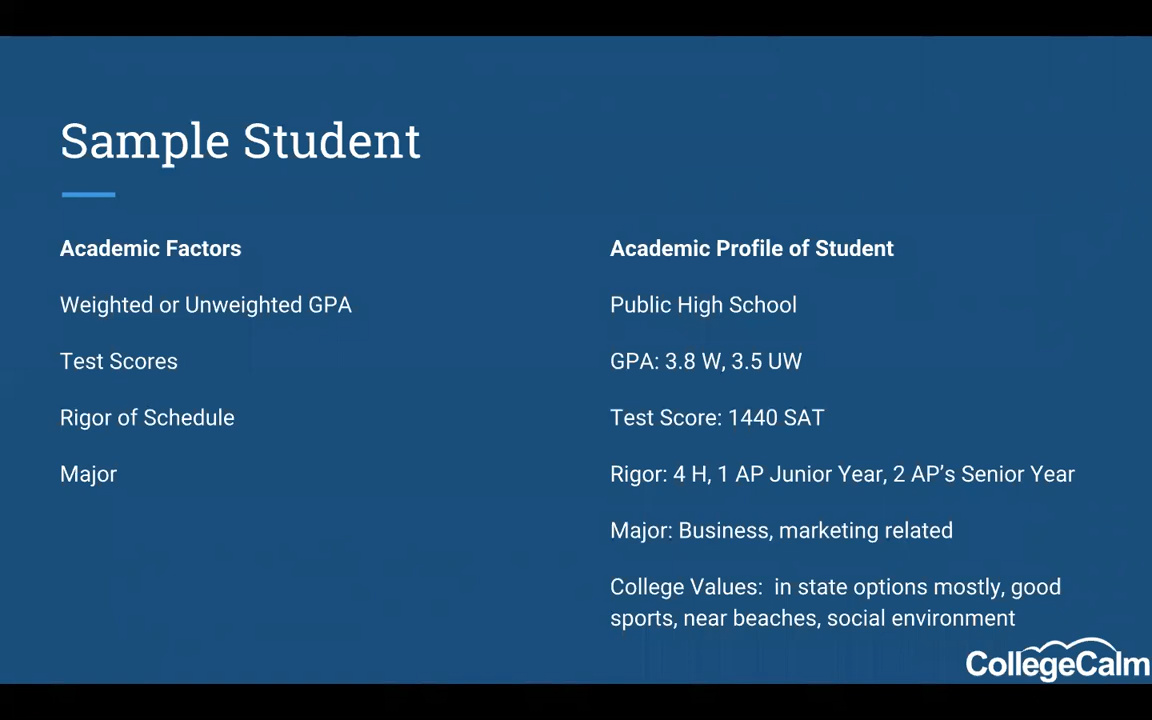 Sample Student
Academic Factors
Weighted or Unweighted GPA
Test Scores
Rigor of Schedule
Major
Academic Profile of Student
Public High School
GPA: 3.8 W, 3.5 UW
Test Score: 1440 SAT
Rigor: 4 H, 1 AP Junior Year, 2 AP’s Senior Year
Major: Business, marketing related
College Values:  in state options mostly, good
sports, near beaches, social environment
CollegeCalm